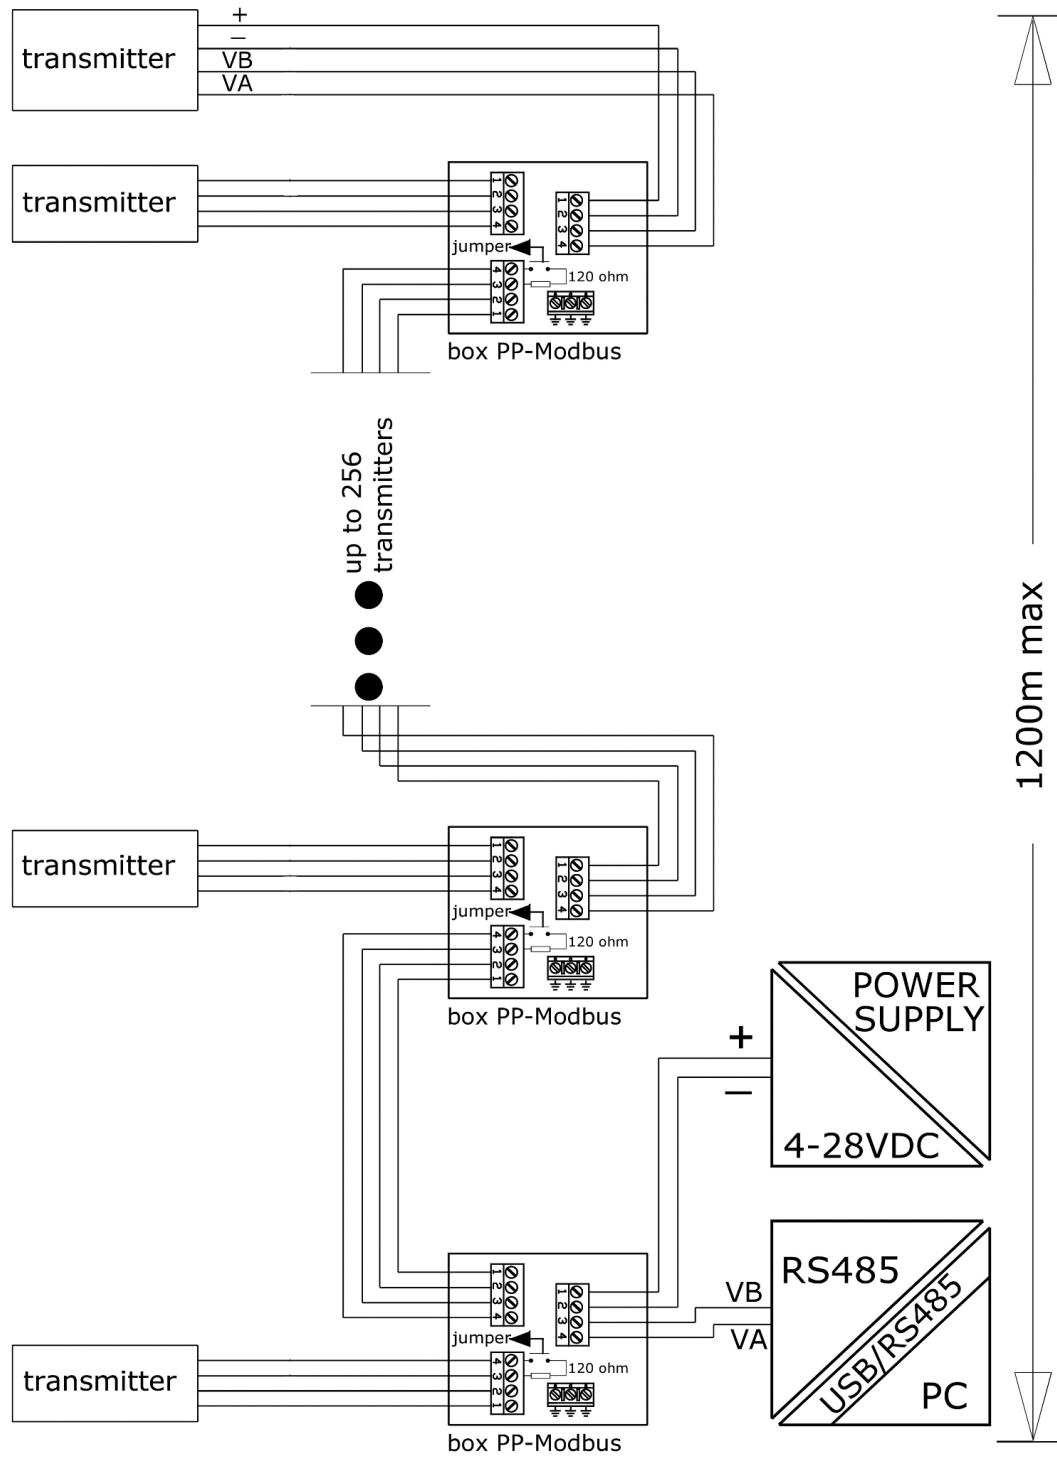 +
transmitter
−
VB
VA
transmitter
1
2
3
4
1
2
3
4
jumper
4
3
2
1
120 ohm
box PP-Modbus
up to 256
transmitters
1200m max
transmitter
1
2
3
4
1
2
3
4
jumper
4
3
2
1
120 ohm
box PP-Modbus
POWER
SUPPLY
+
−
4-28VDC
1
2
3
4
1
2
3
4
RS485
VB
VA
USB/RS485
PC
jumper
transmitter
4
3
2
1
120 ohm
box PP-Modbus